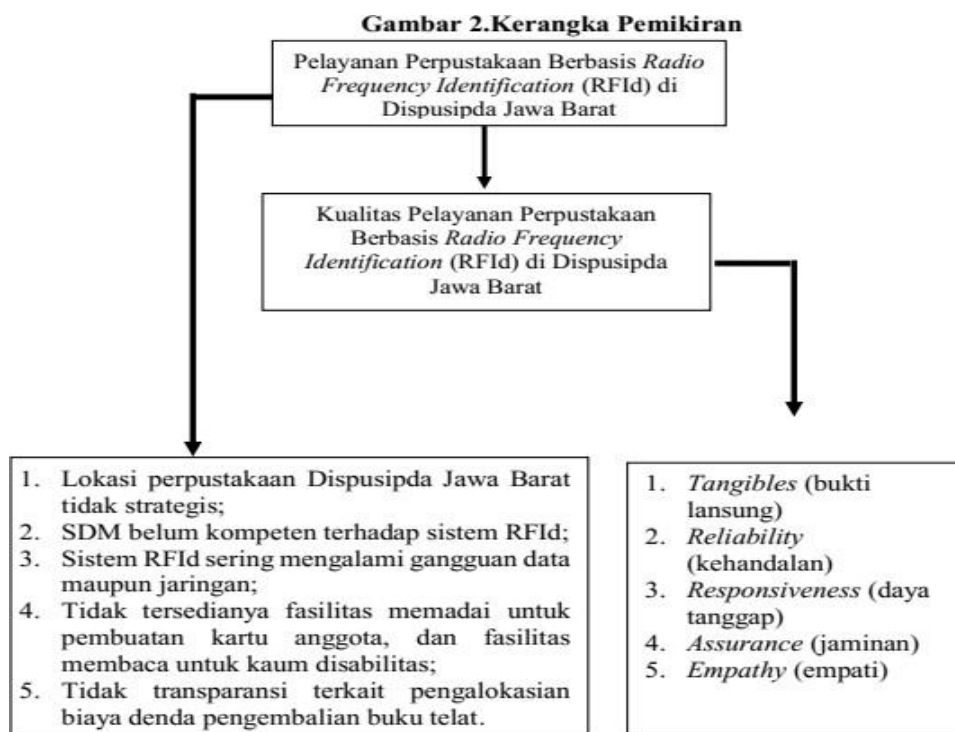 Gambar 2.Kerangka Pemikiran
Pelayanan Perpustakaan Berbasis Radio
Frequency Identification (RFId) di
Dispusipda Jawa Barat
Kualitas Pelayanan Perpustakaan
Berbasis Radio Frequency
Identification (RFId) di Dispusipda
Jawa Barat
1. Lokasi perpustakaan Dispusipda Jawa Barat
tidak strategis;
2. SDM belum kompeten terhadap sistem RFId;
3. Sistem RFId sering mengalami gangguan data
maupun jaringan;
4. Tidak tersedianya fasilitas memadai untuk
pembuatan kartu anggota, dan fasilitas
membaca untuk kaum disabilitas;
5. Tidak transparansi terkait pengalokasian
biaya denda pengembalian buku telat.
1. Tangibles (bukti
lansung)
2. Reliability
(kehandalan)
3. Responsiveness (daya
tanggap)
4. Assurance (jaminan)
5. Empathy (empati)